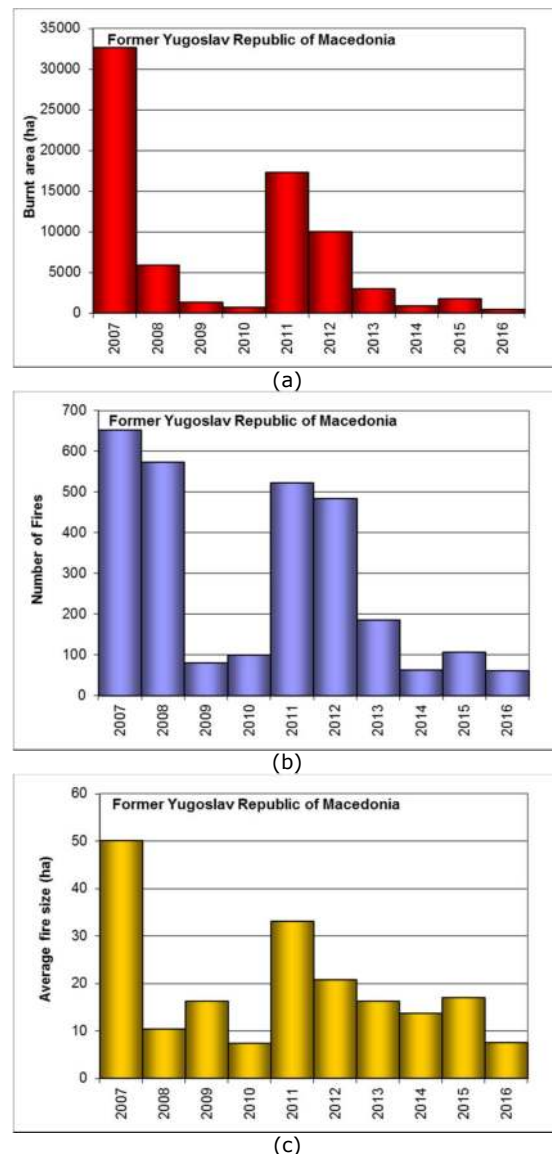 Former Yugoslav Republic of Macedonia
Burnt area (ha)
35000
30000
25000
20000
15000
10000
5000
0
2007 2008 2009 2010 2011 2012 2013 2014 2015 2016
(a)
Former Yugoslav Republic of Macedonia
Number of Fires
700
600
500
400
300
200
100
0
2007 2008 2009 2010 2011 2012 2013 2014 2015 2016
(b)
Former Yugoslav Republic of Macedonia
Average fire size (ha)
60
50
40
30
20
10
0
2007 2008 2009 2010 2011 2012 2013 2014 2015 2016
(c)